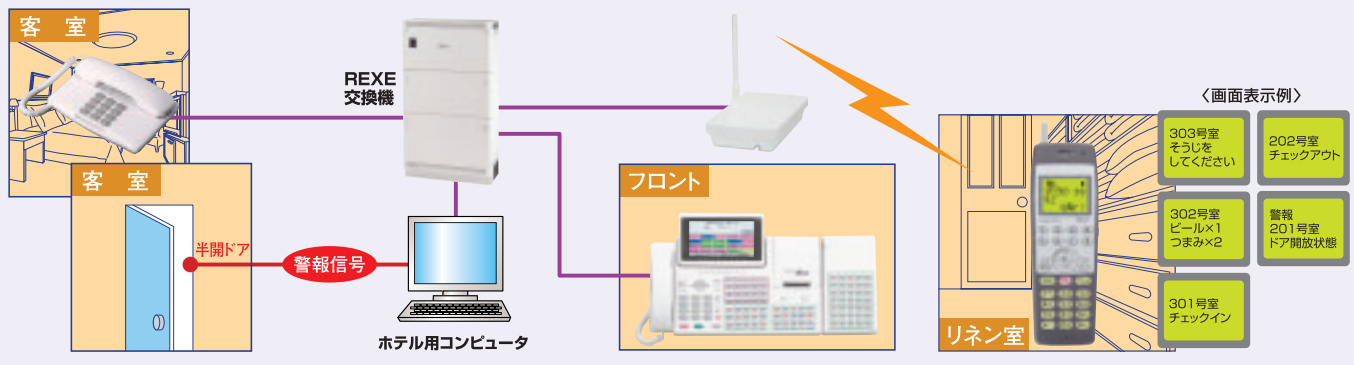 客 室
REXE
交換機
〈画面表示例〉
303号室
そうじを
してください
202号室
チェックアウト
客 室
フロント
半開ドア
警報信号
302号室
ビール×1
つまみ×2
警報
201号室
ドア開放状態
301号室
チェックイン
ホテル用コンピュータ
リネン室